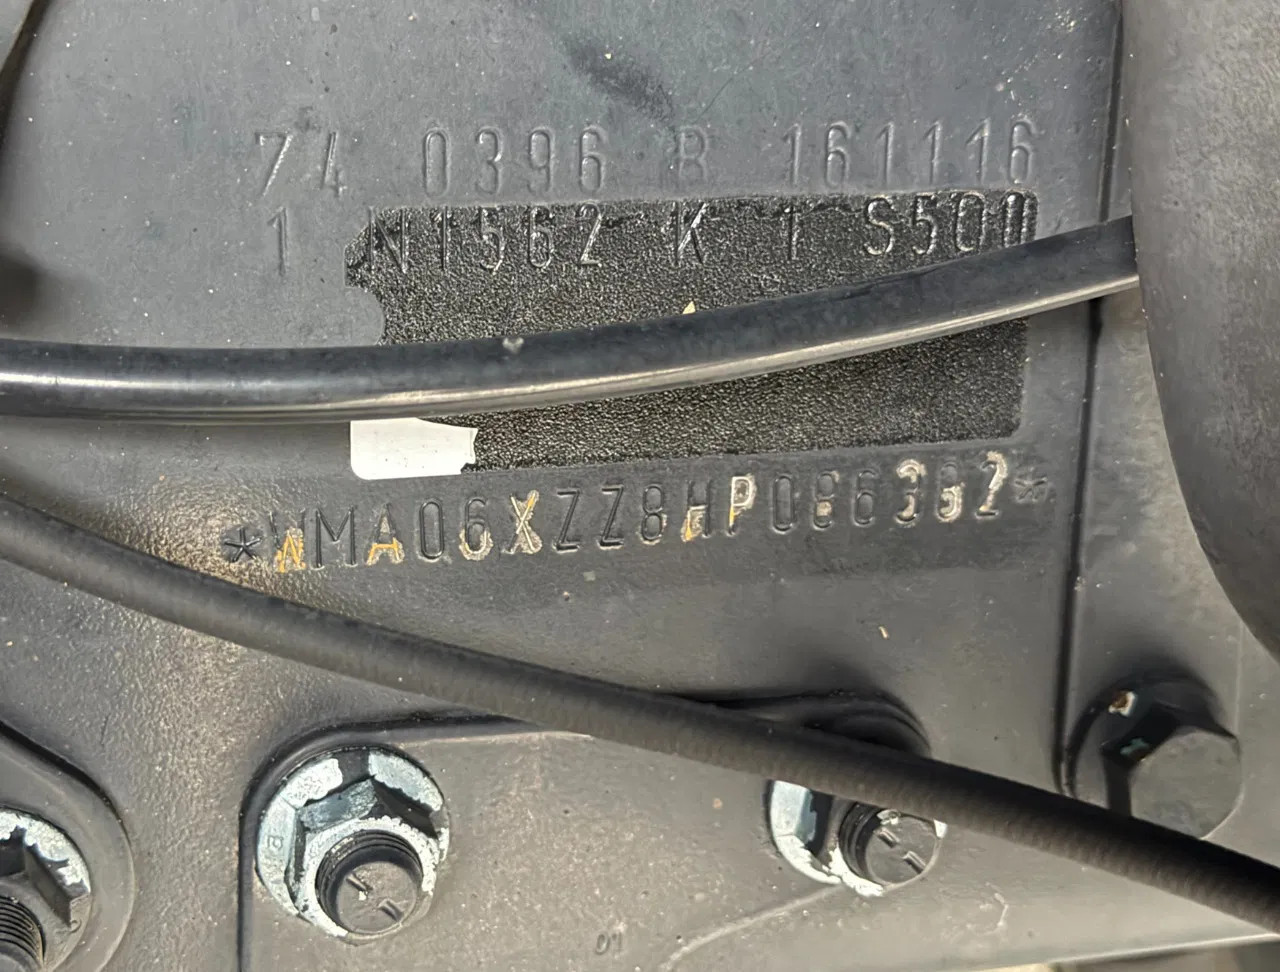 74 0396 B 161116
1 N1562 K 1 S500
*WMA06XZZ8HP086382*